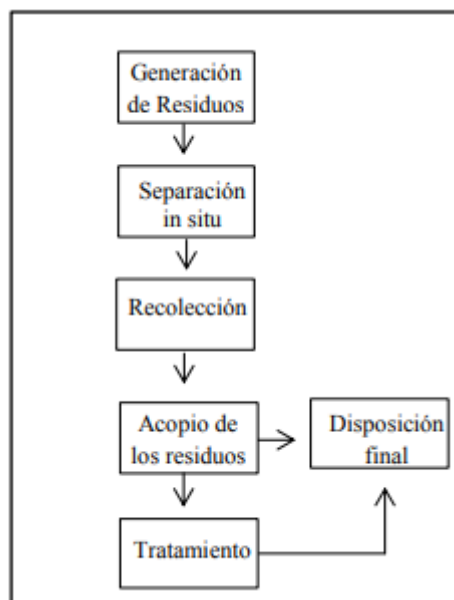 Generación
de Residuos
Separación
in situ
Recolección
Acopio de
los residuos
Disposición
final
Tratamiento